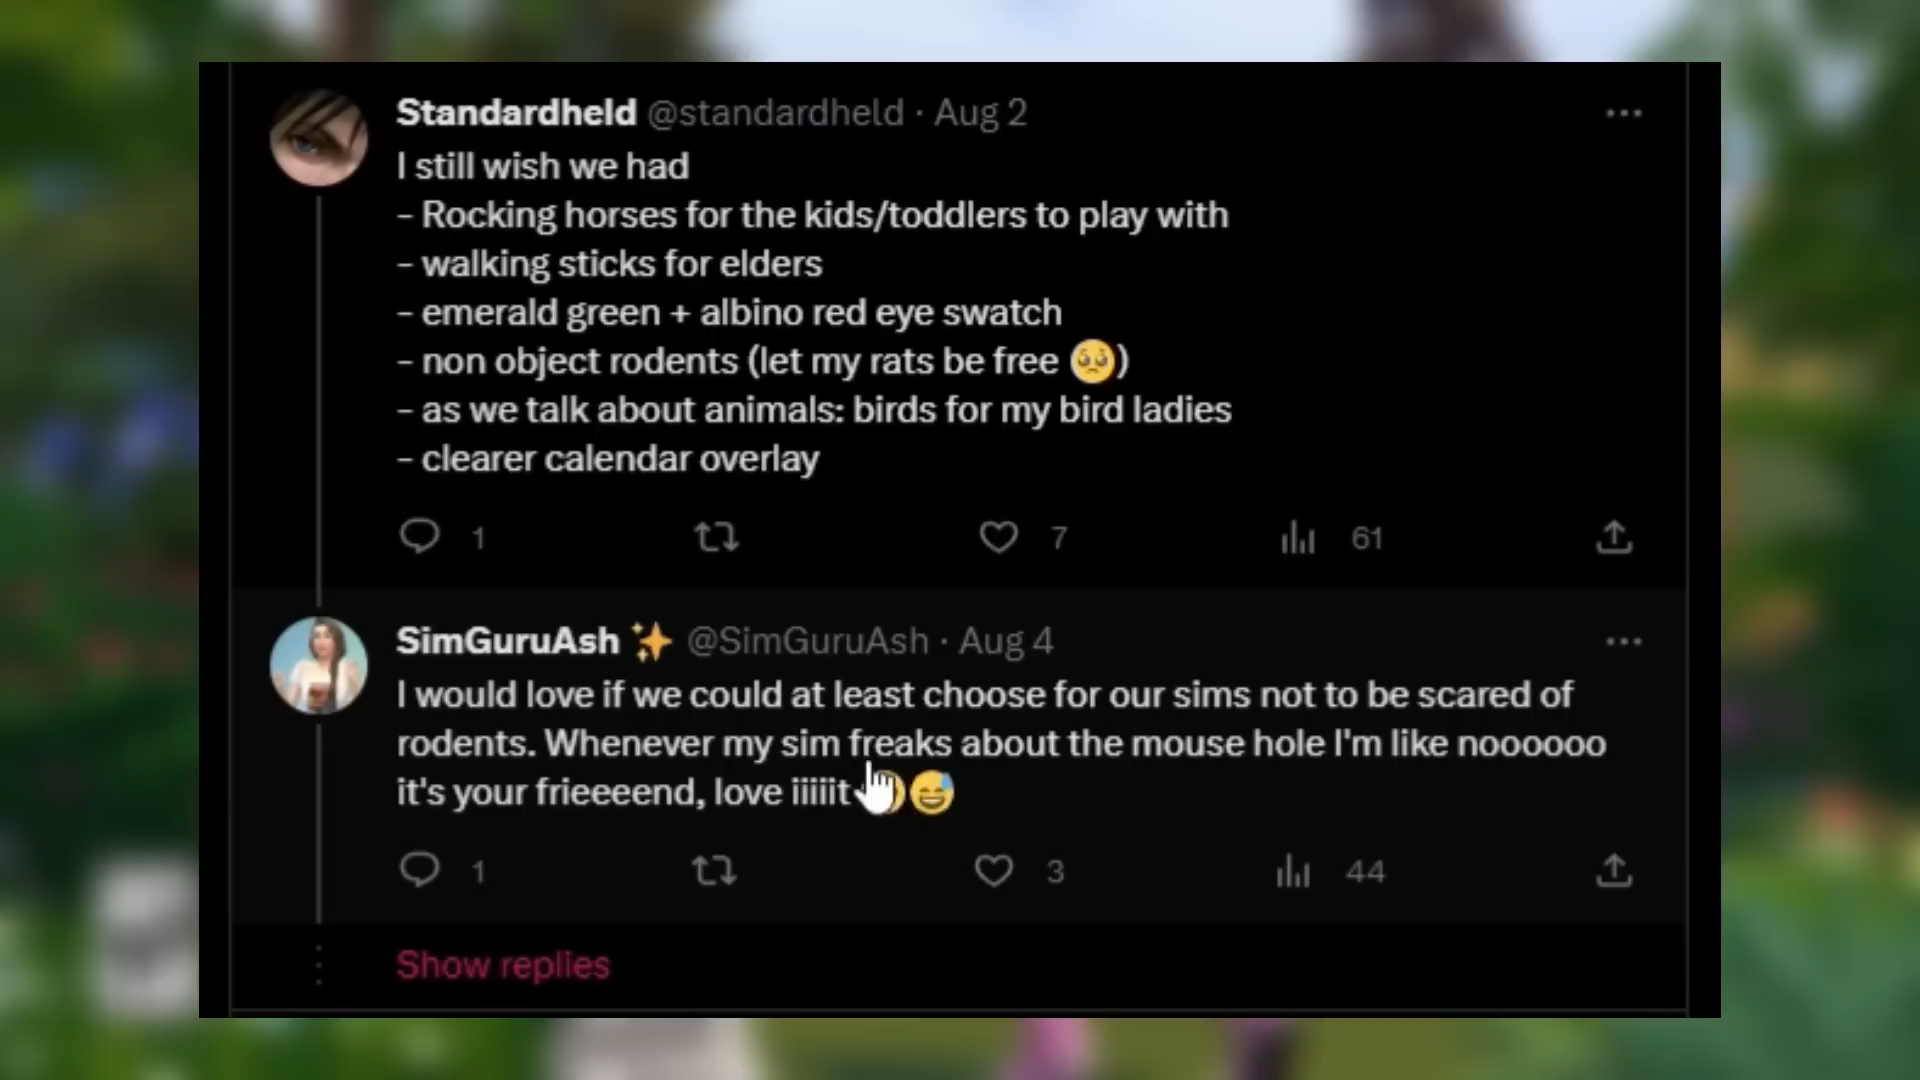 Standardheld @standardheld · Aug 2
I still wish we had
- Rocking horses for the kids/toddlers to play with
- walking sticks for elders
- emerald green + albino red eye swatch
- non object rodents (let my rats be free 🥺)
- as we talk about animals: birds for my bird ladies
- clearer calendar overlay
1 7 61
SimGuruAsh ✨ @SimGuruAsh · Aug 4
I would love if we could at least choose for our sims not to be scared of
rodents. Whenever my sim freaks about the mouse hole I'm like noooooo
it's your frieeeend, love iiiiit 😅
1 3 44
Show replies